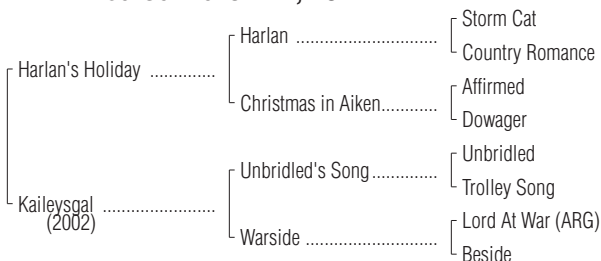 Storm Cat
Harlan ..................................
Country Romance
Harlan's Holiday ..............
Affirmed
Christmas in Aiken.............
Dowager
Unbridled
Unbridled's Song................
Trolley Song
Kaileysgal ........................
(2002)
Lord At War (ARG)
Warside ................................
Beside